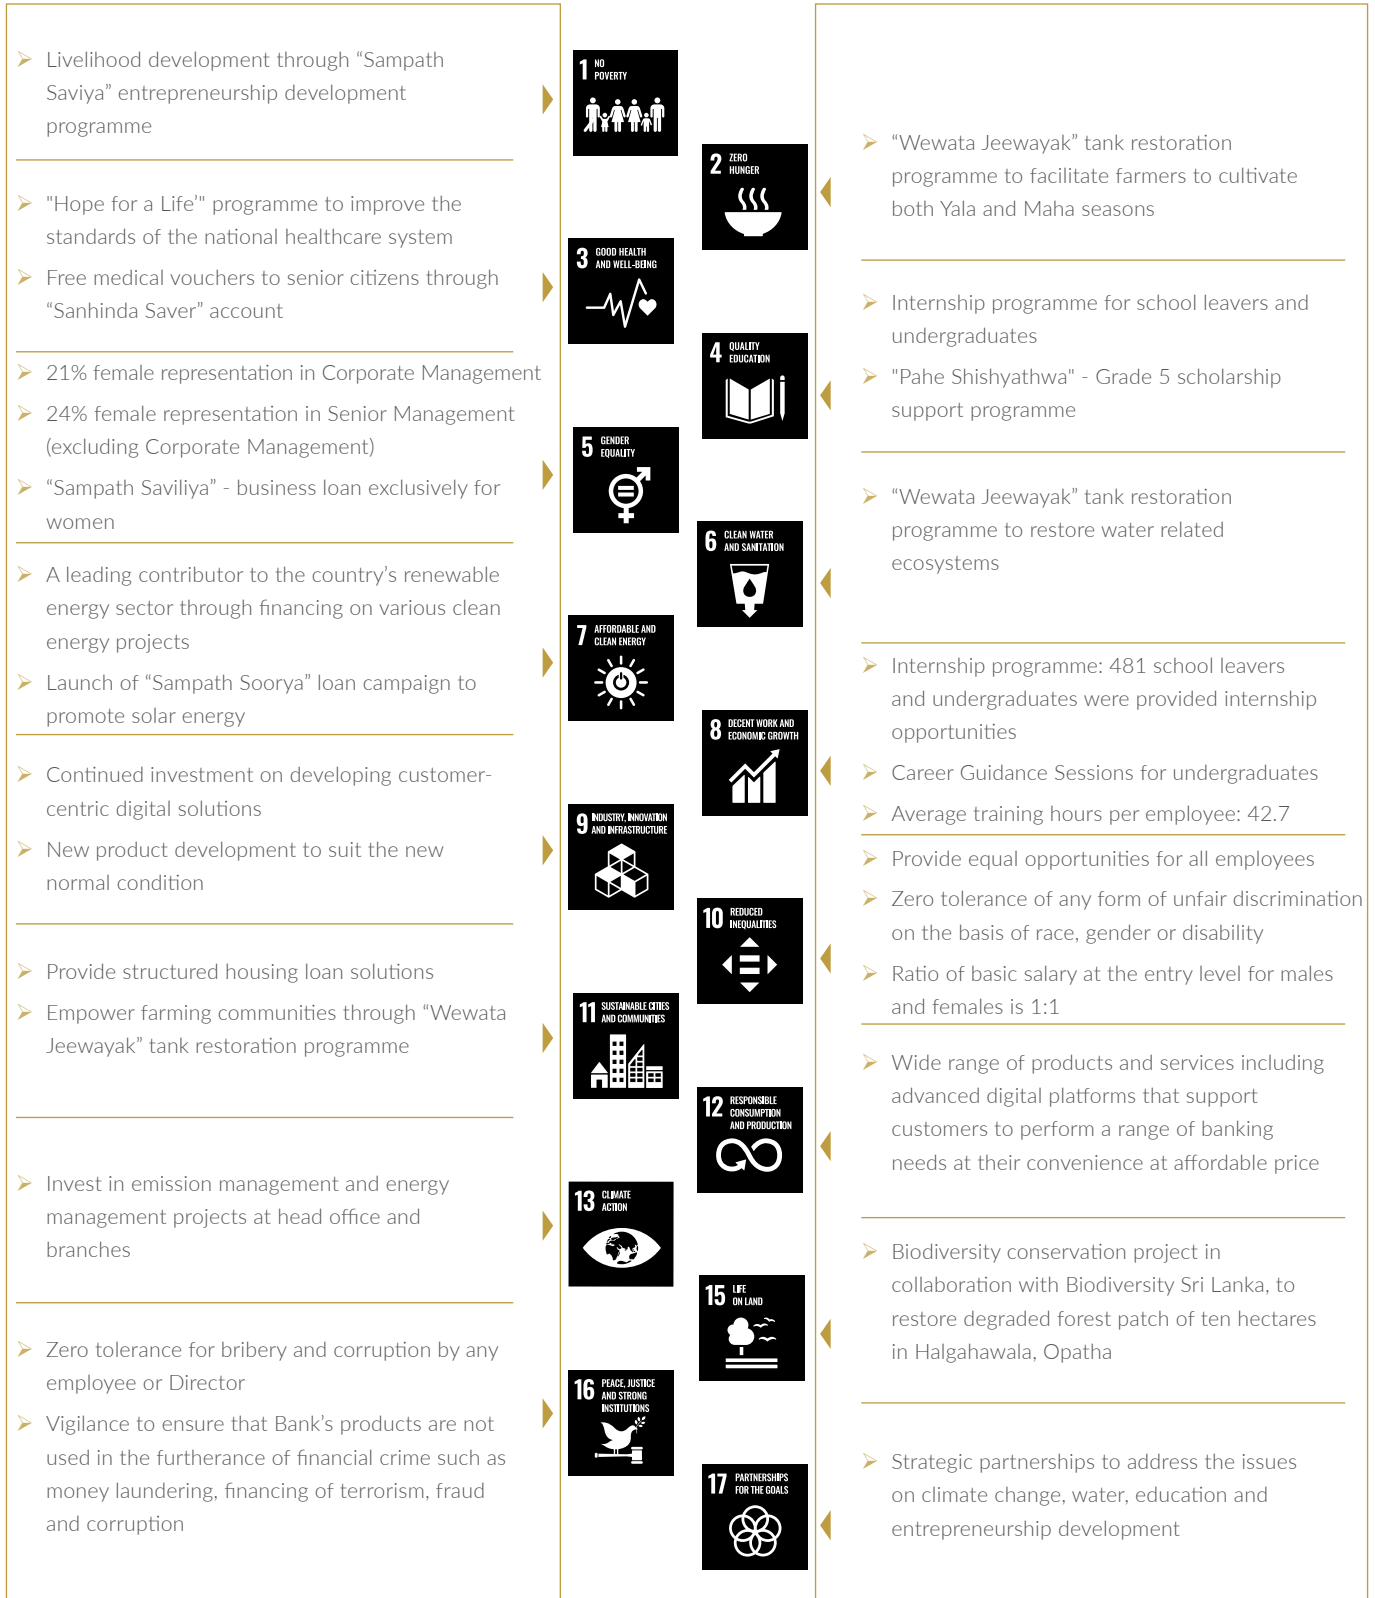 ➢ Livelihood development through “Sampath
Saviya” entrepreneurship development
programme
1 NO
POVERTY
2 ZERO
HUNGER
➢ “Wewata Jeewayak” tank restoration
programme to facilitate farmers to cultivate
both Yala and Maha seasons
➢ "Hope for a Life’" programme to improve the
standards of the national healthcare system
➢ Free medical vouchers to senior citizens through
“Sanhinda Saver” account
3 GOOD HEALTH
AND WELL-BEING
4 QUALITY
EDUCATION
➢ Internship programme for school leavers and
undergraduates
➢ "Pahe Shishyathwa" - Grade 5 scholarship
support programme
➢ 21% female representation in Corporate Management
➢ 24% female representation in Senior Management
(excluding Corporate Management)
➢ “Sampath Saviliya” - business loan exclusively for
women
5 GENDER
EQUALITY
6 CLEAN WATER
AND SANITATION
➢ “Wewata Jeewayak” tank restoration
programme to restore water related
ecosystems
➢ A leading contributor to the country’s renewable
energy sector through financing on various clean
energy projects
➢ Launch of “Sampath Soorya” loan campaign to
promote solar energy
7 AFFORDABLE AND
CLEAN ENERGY
8 DECENT WORK AND
ECONOMIC GROWTH
➢ Internship programme: 481 school leavers
and undergraduates were provided internship
opportunities
➢ Career Guidance Sessions for undergraduates
➢ Average training hours per employee: 42.7
➢ Continued investment on developing customer-
centric digital solutions
➢ New product development to suit the new
normal condition
9 INDUSTRY, INNOVATION
AND INFRASTRUCTURE
10 REDUCED
INEQUALITIES
➢ Provide equal opportunities for all employees
➢ Zero tolerance of any form of unfair discrimination
on the basis of race, gender or disability
➢ Ratio of basic salary at the entry level for males
and females is 1:1
➢ Provide structured housing loan solutions
➢ Empower farming communities through “Wewata
Jeewayak” tank restoration programme
11 SUSTAINABLE CITIES
AND COMMUNITIES
12 RESPONSIBLE
CONSUMPTION
AND PRODUCTION
➢ Wide range of products and services including
advanced digital platforms that support
customers to perform a range of banking
needs at their convenience at affordable price
➢ Invest in emission management and energy
management projects at head office and
branches
13 CLIMATE
ACTION
15 LIFE
ON LAND
➢ Biodiversity conservation project in
collaboration with Biodiversity Sri Lanka, to
restore degraded forest patch of ten hectares
in Halgahawala, Opatha
➢ Zero tolerance for bribery and corruption by any
employee or Director
➢ Vigilance to ensure that Bank’s products are not
used in the furtherance of financial crime such as
money laundering, financing of terrorism, fraud
and corruption
16 PEACE, JUSTICE
AND STRONG
INSTITUTIONS
17 PARTNERSHIPS
FOR THE GOALS
➢ Strategic partnerships to address the issues
on climate change, water, education and
entrepreneurship development